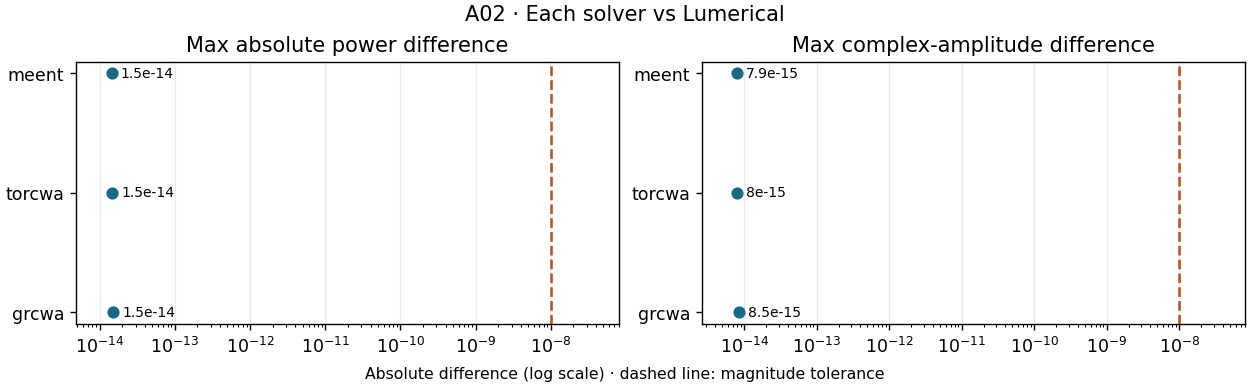 A02 · Each solver vs Lumerical
Max absolute power difference
meent
1.5e-14
torcwa
1.5e-14
grcwa
1.5e-14
10⁻¹⁴ 10⁻¹³ 10⁻¹² 10⁻¹¹ 10⁻¹⁰ 10⁻⁹ 10⁻⁸
Max complex-amplitude difference
meent
7.9e-15
torcwa
8e-15
grcwa
8.5e-15
10⁻¹⁴ 10⁻¹³ 10⁻¹² 10⁻¹¹ 10⁻¹⁰ 10⁻⁹ 10⁻⁸
Absolute difference (log scale) · dashed line: magnitude tolerance